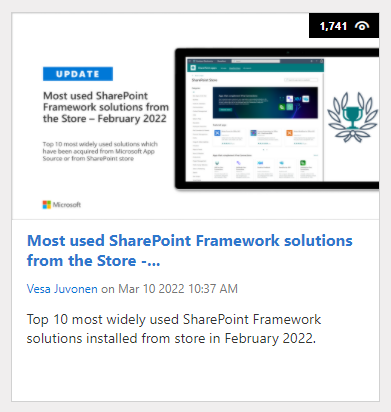 1,741
UPDATE
Most used SharePoint
Framework solutions from
the Store – February 2022
Top 10 most widely used solutions which
have been acquired from Microsoft App
Source or from SharePoint store
Microsoft
Most used SharePoint Framework solutions
from the Store -...
Vesa Juvonen on Mar 10 2022 10:37 AM
Top 10 most widely used SharePoint Framework
solutions installed from store in February 2022.